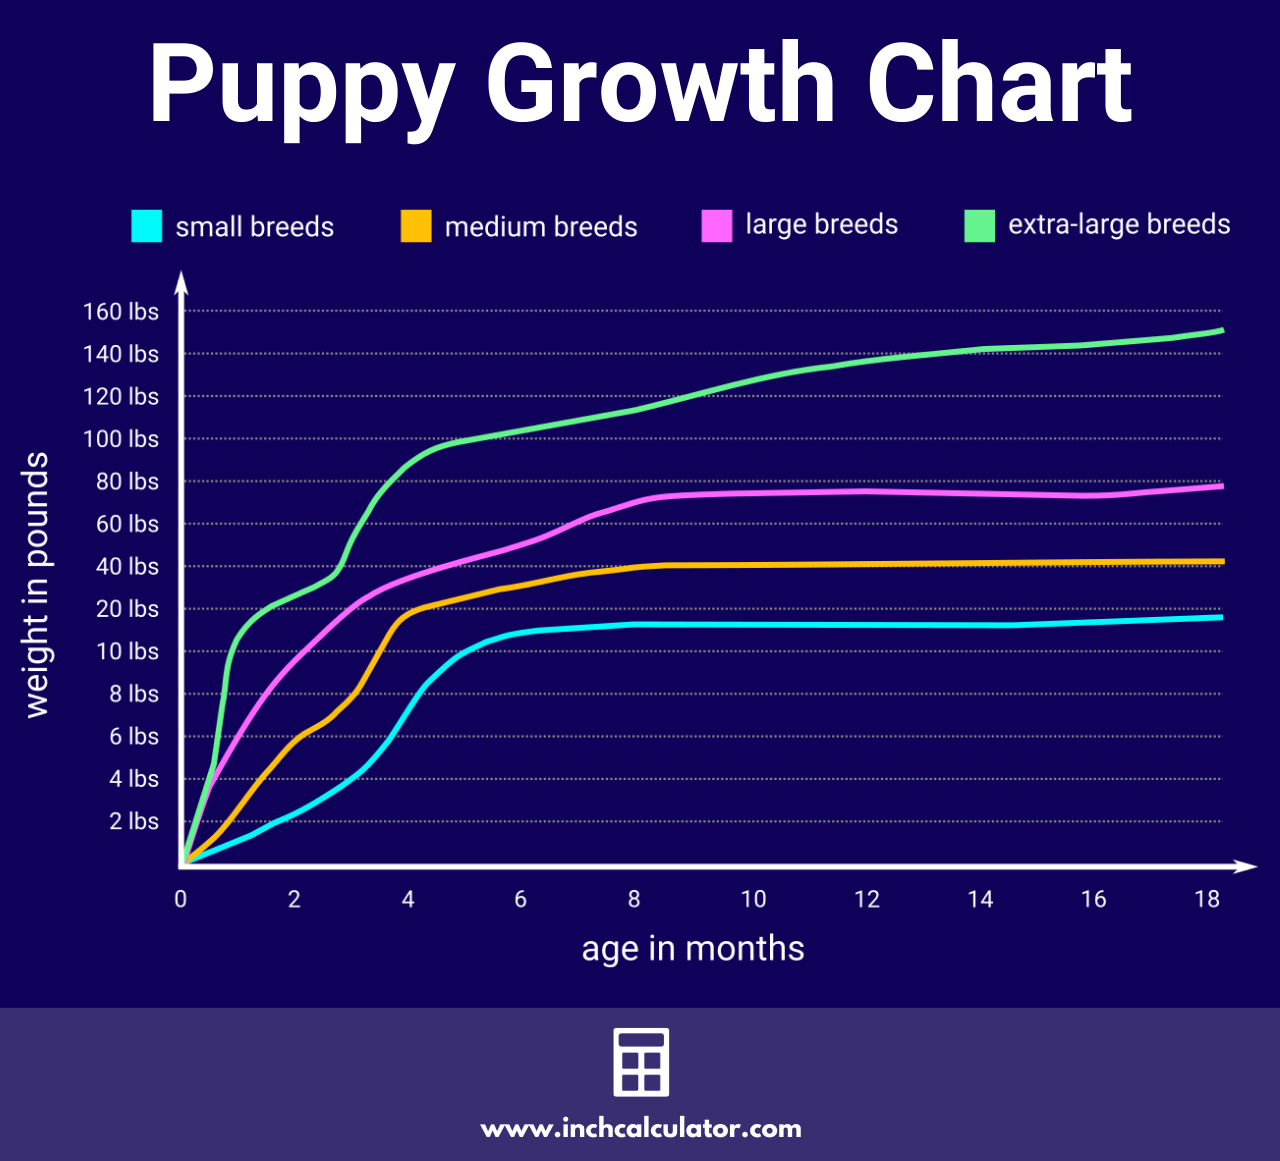 Puppy Growth Chart
small breeds medium breeds large breeds extra-large breeds
160 lbs
140 lbs
120 lbs
100 lbs
80 lbs
60 lbs
40 lbs
20 lbs
10 lbs
8 lbs
6 lbs
4 lbs
2 lbs
weight in pounds
0 2 4 6 8 10 12 14 16 18
age in months
www.inchcalculator.com